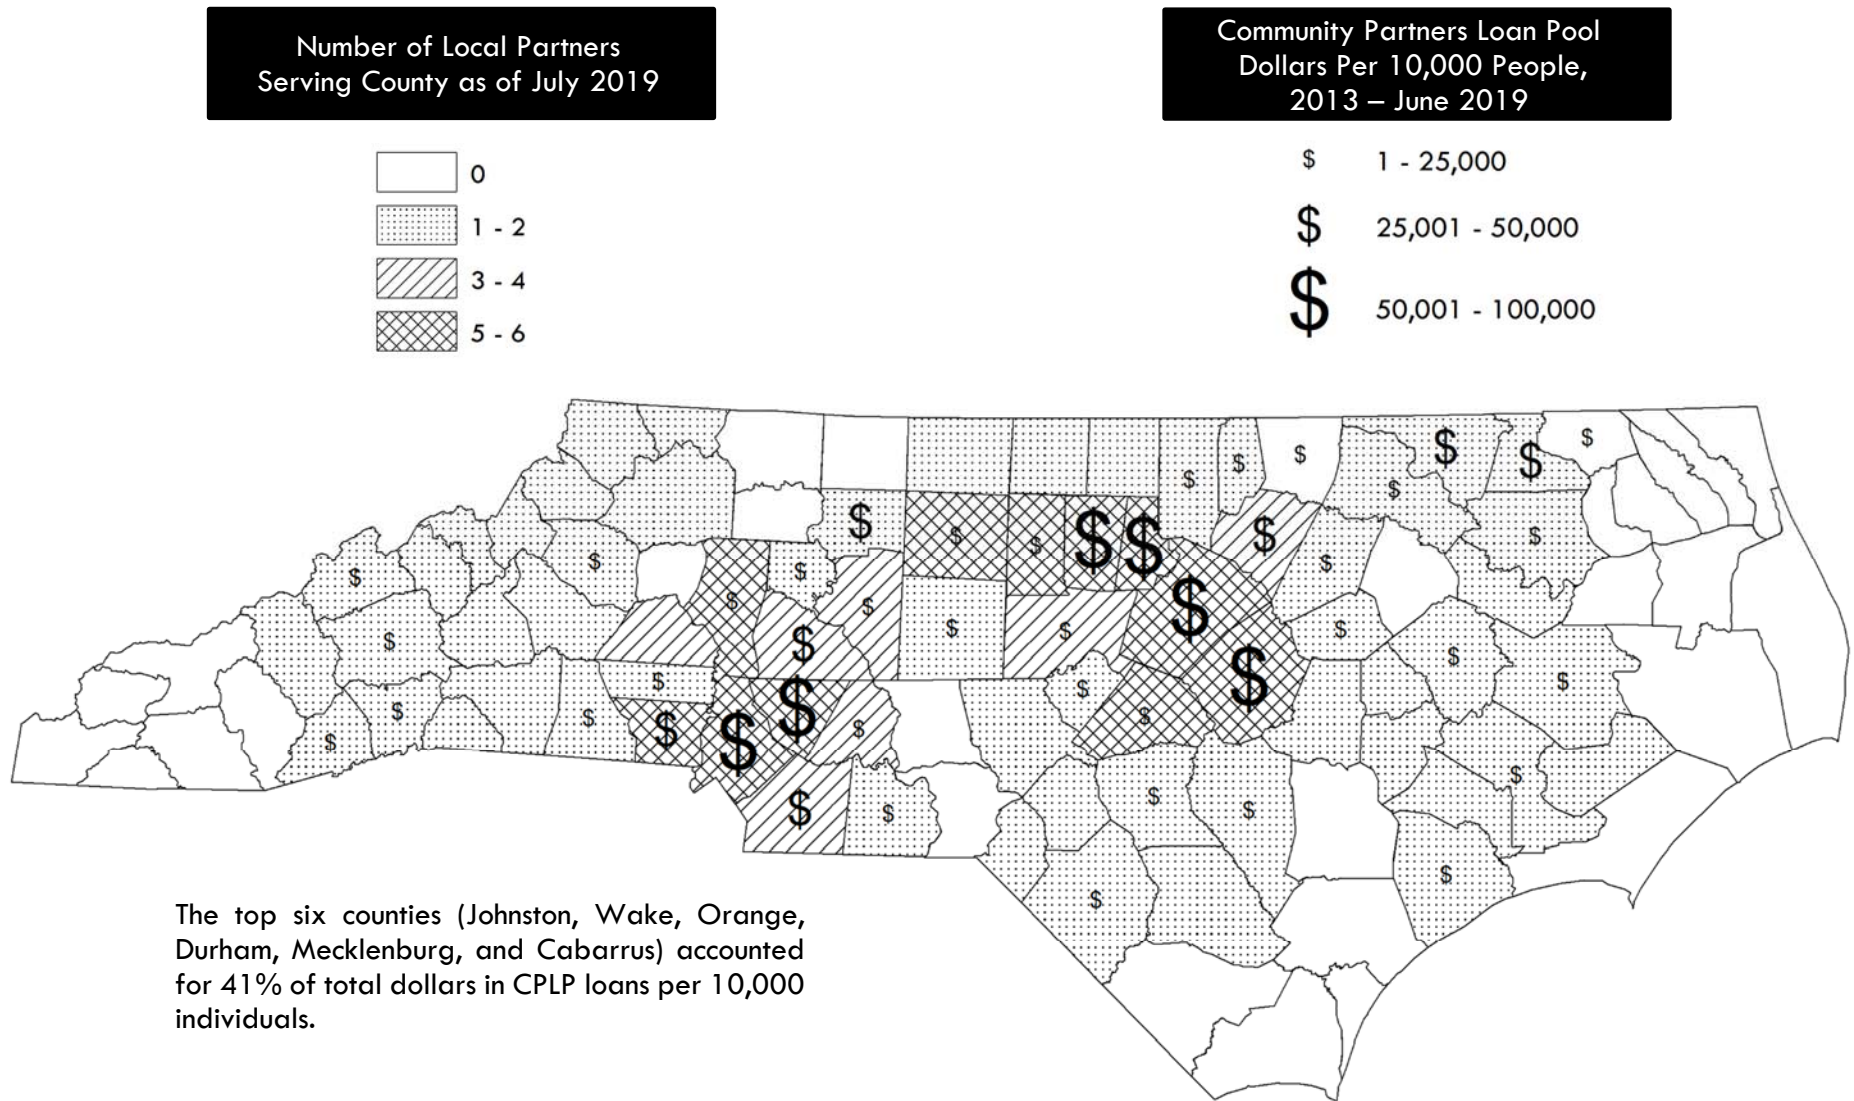 Number of Local Partners
Serving County as of July 2019
0
1 - 2
3 - 4
5 - 6
Community Partners Loan Pool
Dollars Per 10,000 People,
2013 – June 2019
$ 1 - 25,000
$ 25,001 - 50,000
$ 50,001 - 100,000
$ $ $
$ $ $ $
$ $ $ $ $ $ $ $
$ $ $ $ $
$ $ $ $ $
$ $ $ $ $ $
$ $ $ $ $
$ $ $ $ $
$ $ $ $ $
$ $ $ $
$ $
The top six counties (Johnston, Wake, Orange,
Durham, Mecklenburg, and Cabarrus) accounted
for 41% of total dollars in CPLP loans per 10,000
individuals.